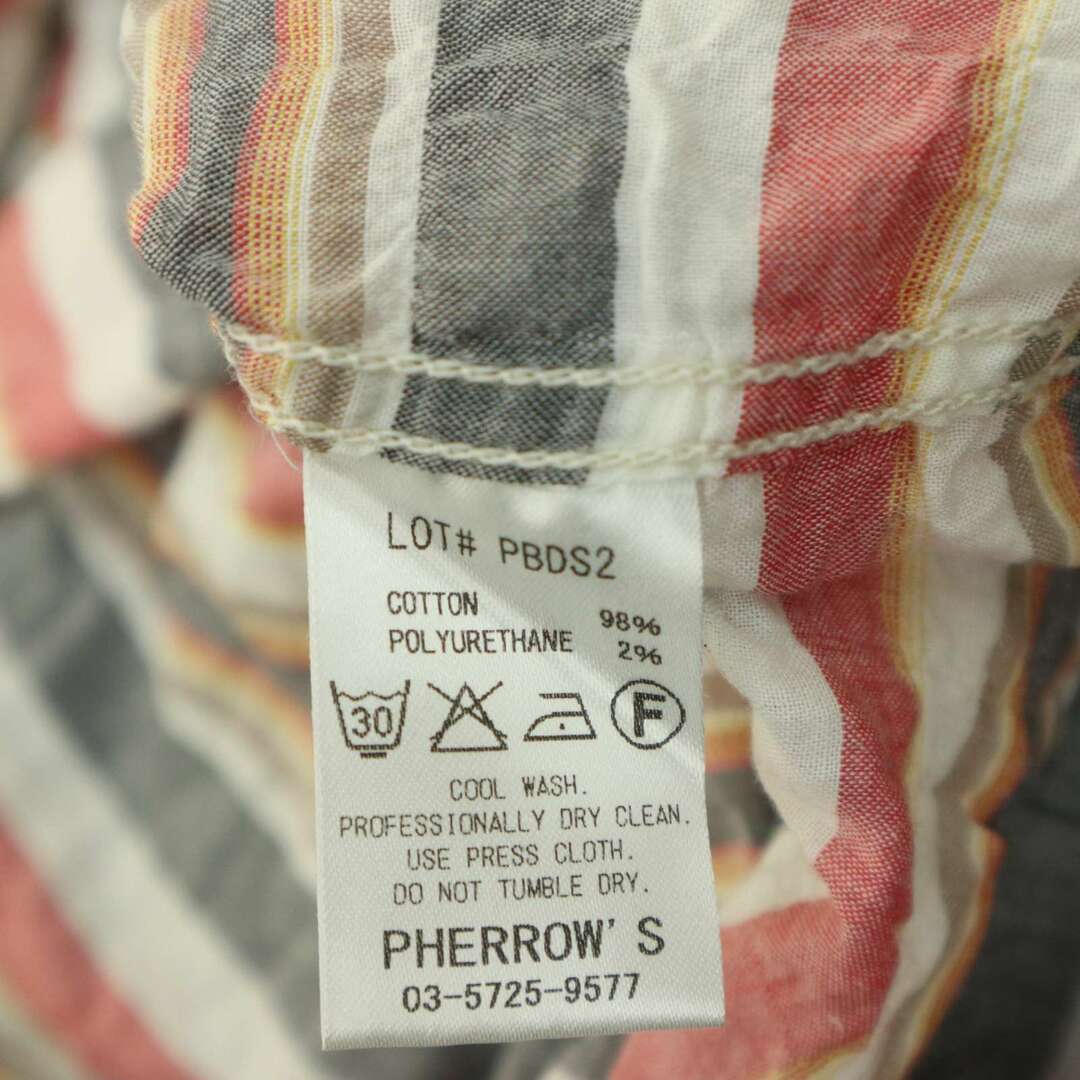 LOT# PBDS2
COTTON 98%
POLYURETHANE 2%
30 F
COOL WASH.
PROFESSIONALLY DRY CLEAN.
USE PRESS CLOTH.
DO NOT TUMBLE DRY.
PHERROW'S
03-5725-9577